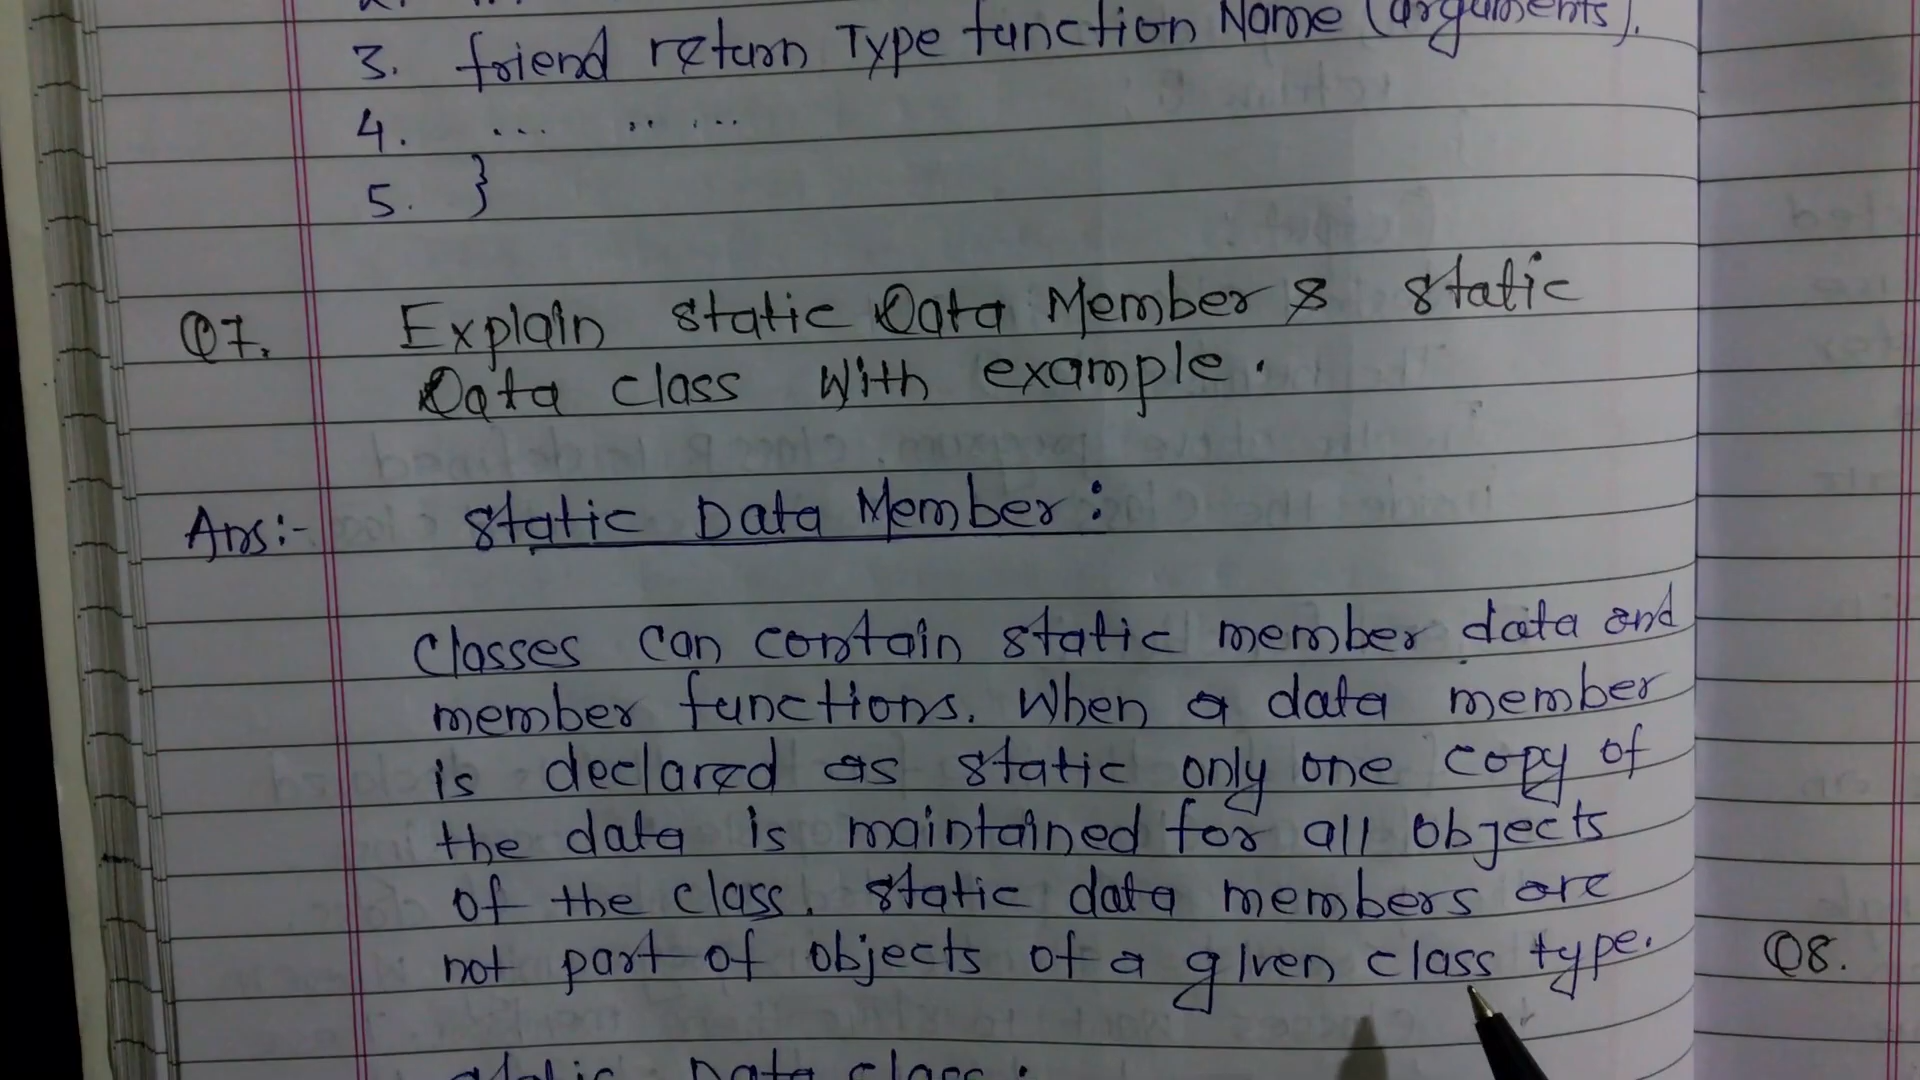 3. friend return Type function Name (arguments).
4. ... .. ...
5. }
Q7. Explain static Data Member & static
Data class With example.
Ans:- Static Data Member:
Classes can contain static member data and
member functions. When a data member
is declared as static only one copy of
the data is maintained for all objects
of the class. static data members are
not part of objects of a given class type.
Q8.
static Data class: